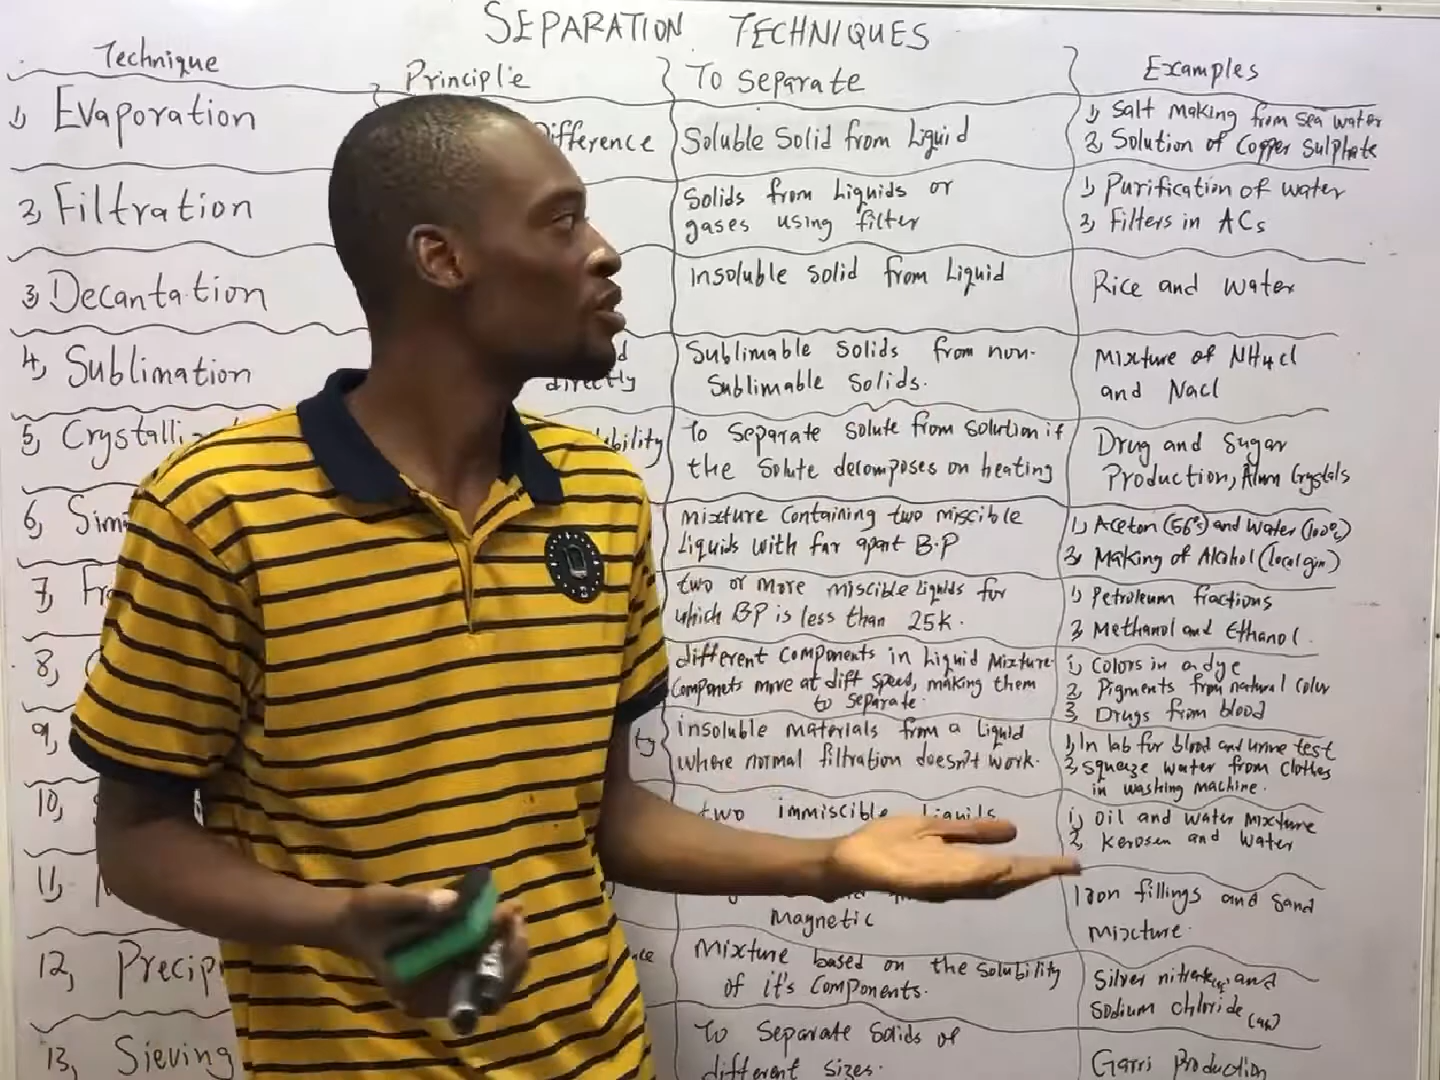 SEPARATION TECHNIQUES
Technique
Principle
To Separate
Examples
1) Evaporation
Difference
Soluble Solid from Liquid
1) Salt Making from Sea water
2) Solution of Copper Sulphate
2) Filtration
Solids from Liquids or
gases using filter
1) Purification of water
2) Filters in ACs
3) Decantation
Insoluble solid from Liquid
Rice and water
4) Sublimation
directly
Sublimable Solids from non-
Sublimable Solids.
Mixture of NH4Cl
and Nacl
5) Crystalli
To Separate Solute from Solution if
the Solute decomposes on heating
Drug and Sugar
Production, Alum Crystals
6) Sim
mixture containing two miscible
Liquids with far apart B.P
1) Aceton (56°c) and water (100°c)
2) Making of Alcohol (local gin)
7) Fr
two or more miscible liquids for
which BP is less than 25K.
1) Petroleum fractions
2) Methanol and Ethanol
8)
different Components in Liquid Mixture
Componets move at diff Speed, making them
to Separate.
1) Colors in a dye
2) Pigments from natural color
3) Drugs from blood
9)
insoluble materials from a Liquid
where normal filtration doesn't work.
1) In lab for blood and urine test
2) Squeeze water from clothes
in washing machine.
10)
two immiscible Liquids
1) Oil and water Mixture
2) Kerosen and Water
11)
Magnetic
Iron fillings and Sand
mixture.
12) Precip
Mixture based on the Solubility
of it's Components.
Silver nitrate and
Sodium Chloride (aq)
13) Sieving
To Separate Solids of
different Sizes.
Garri Production